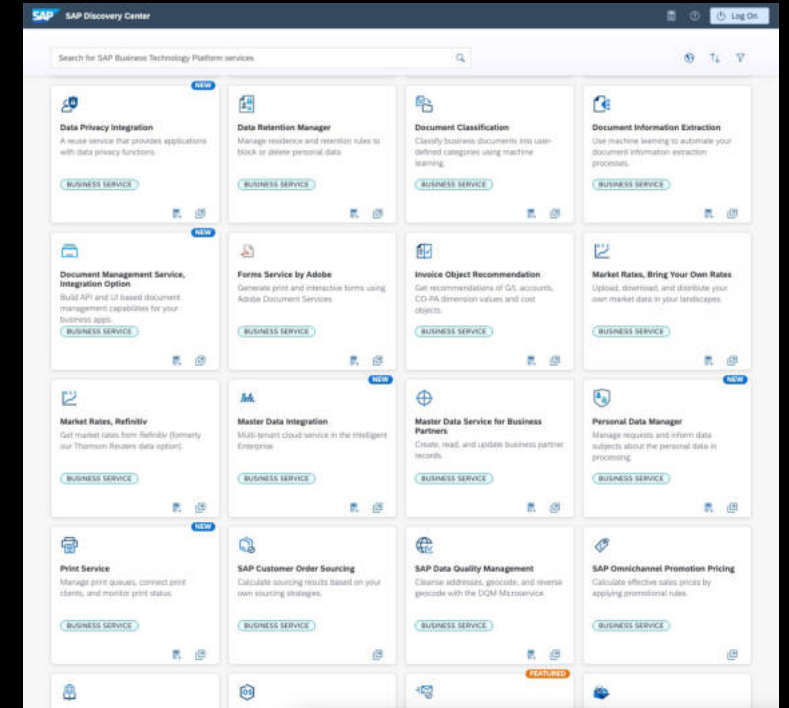 SAP SAP Discovery Center
Log On
Search for SAP Business Technology Platform services
NEW
Data Privacy Integration
A reuse service that provides applications
with data privacy functions.
BUSINESS SERVICE
Data Retention Manager
Manage residence and retention rules to
block or delete personal data.
BUSINESS SERVICE
Document Classification
Classify business documents into user-
defined categories using machine
learning.
BUSINESS SERVICE
Document Information Extraction
Use machine learning to automate your
document information extraction
processes.
BUSINESS SERVICE
NEW
Document Management Service,
Integration Option
Build API and UI based document
management capabilities for your
business apps.
BUSINESS SERVICE
Forms Service by Adobe
Generate print and interactive forms using
Adobe Document Services.
BUSINESS SERVICE
Invoice Object Recommendation
Get recommendations of G/L accounts,
CO-PA dimension values and cost
objects.
BUSINESS SERVICE
Market Rates, Bring Your Own Rates
Upload, download, and distribute your
own market data in your landscapes.
BUSINESS SERVICE
Market Rates, Refinitiv
Get market rates from Refinitiv (formerly
our Thomson Reuters data option).
BUSINESS SERVICE
NEW
Master Data Integration
Multi-tenant cloud service in the Intelligent
Enterprise
BUSINESS SERVICE
Master Data Service for Business
Partners
Create, read, and update business partner
records.
BUSINESS SERVICE
NEW
Personal Data Manager
Manage requests and inform data
subjects about the personal data in
processing.
BUSINESS SERVICE
NEW
Print Service
Manage print queues, connect print
clients, and monitor print status.
BUSINESS SERVICE
SAP Customer Order Sourcing
Calculate sourcing results based on your
own sourcing strategies.
BUSINESS SERVICE
SAP Data Quality Management
Cleanse addresses, geocode, and reverse
geocode with the DQM Microservice.
BUSINESS SERVICE
SAP Omnichannel Promotion Pricing
Calculate effective sales prices by
applying promotional rules.
BUSINESS SERVICE
OS
FEATURED